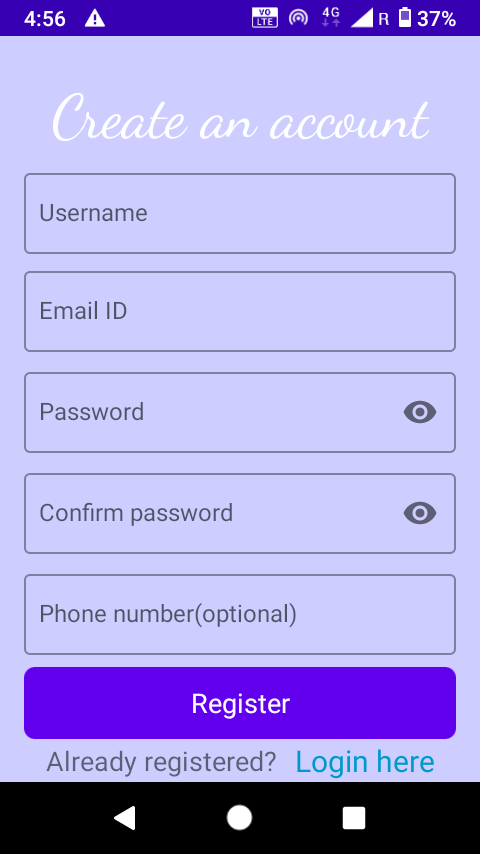 4:56 VO LTE 4G R 37%
Create an account
Username
Email ID
Password
Confirm password
Phone number(optional)
Register
Already registered? Login here